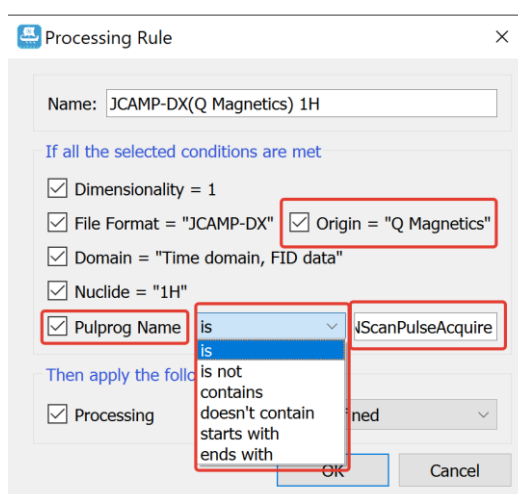 Processing Rule
Name: JCAMP-DX(Q Magnetics) 1H
If all the selected conditions are met
Dimensionality = 1
File Format = "JCAMP-DX" Origin = "Q Magnetics"
Domain = "Time domain, FID data"
Nuclide = "1H"
Pulprog Name is ScanPulseAcquire
is
is not
contains
doesn't contain
starts with
ends with
Then apply the follo
Processing ned
OK Cancel